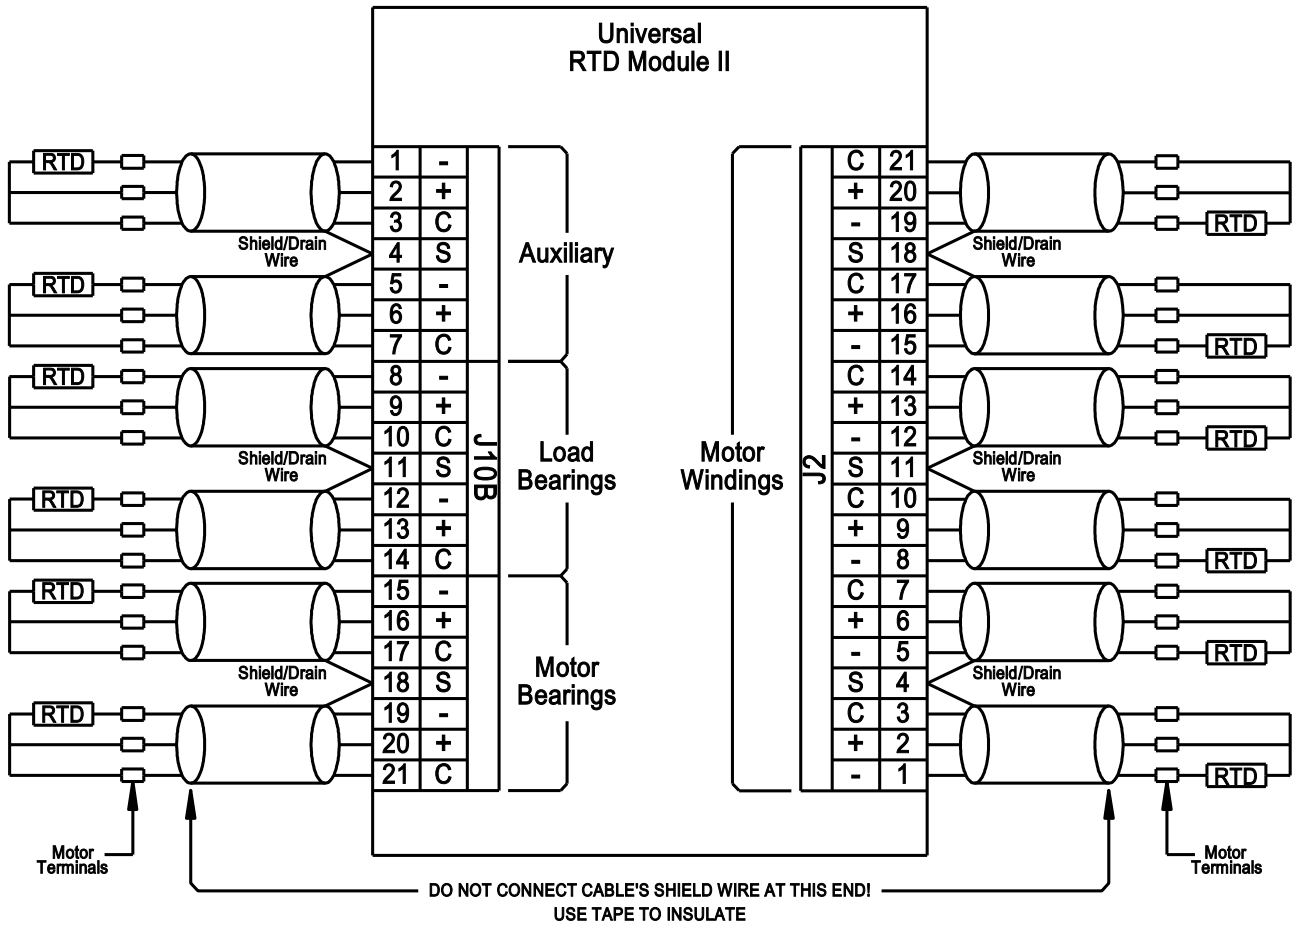 Universal
RTD Module II
RTD 1 - C 21
2 + + 20
3 C - 19 RTD
Shield/Drain
Wire
4 S
Auxiliary
S 18
Shield/Drain
Wire
RTD 5 - C 17
6 + + 16
7 C - 15 RTD
RTD 8 - C 14
9 + + 13
10 C - 12 RTD
Shield/Drain
Wire
11 S
J10B
Load
Bearings
Motor
Windings
J2
S 11
Shield/Drain
Wire
RTD 12 - C 10
13 + + 9
14 C - 8 RTD
RTD 15 - C 7
16 + + 6
17 C - 5 RTD
Shield/Drain
Wire
18 S
Motor
Bearings
S 4
Shield/Drain
Wire
RTD 19 - C 3
20 + + 2
21 C - 1 RTD
Motor
Terminals
Motor
Terminals
DO NOT CONNECT CABLE'S SHIELD WIRE AT THIS END!
USE TAPE TO INSULATE